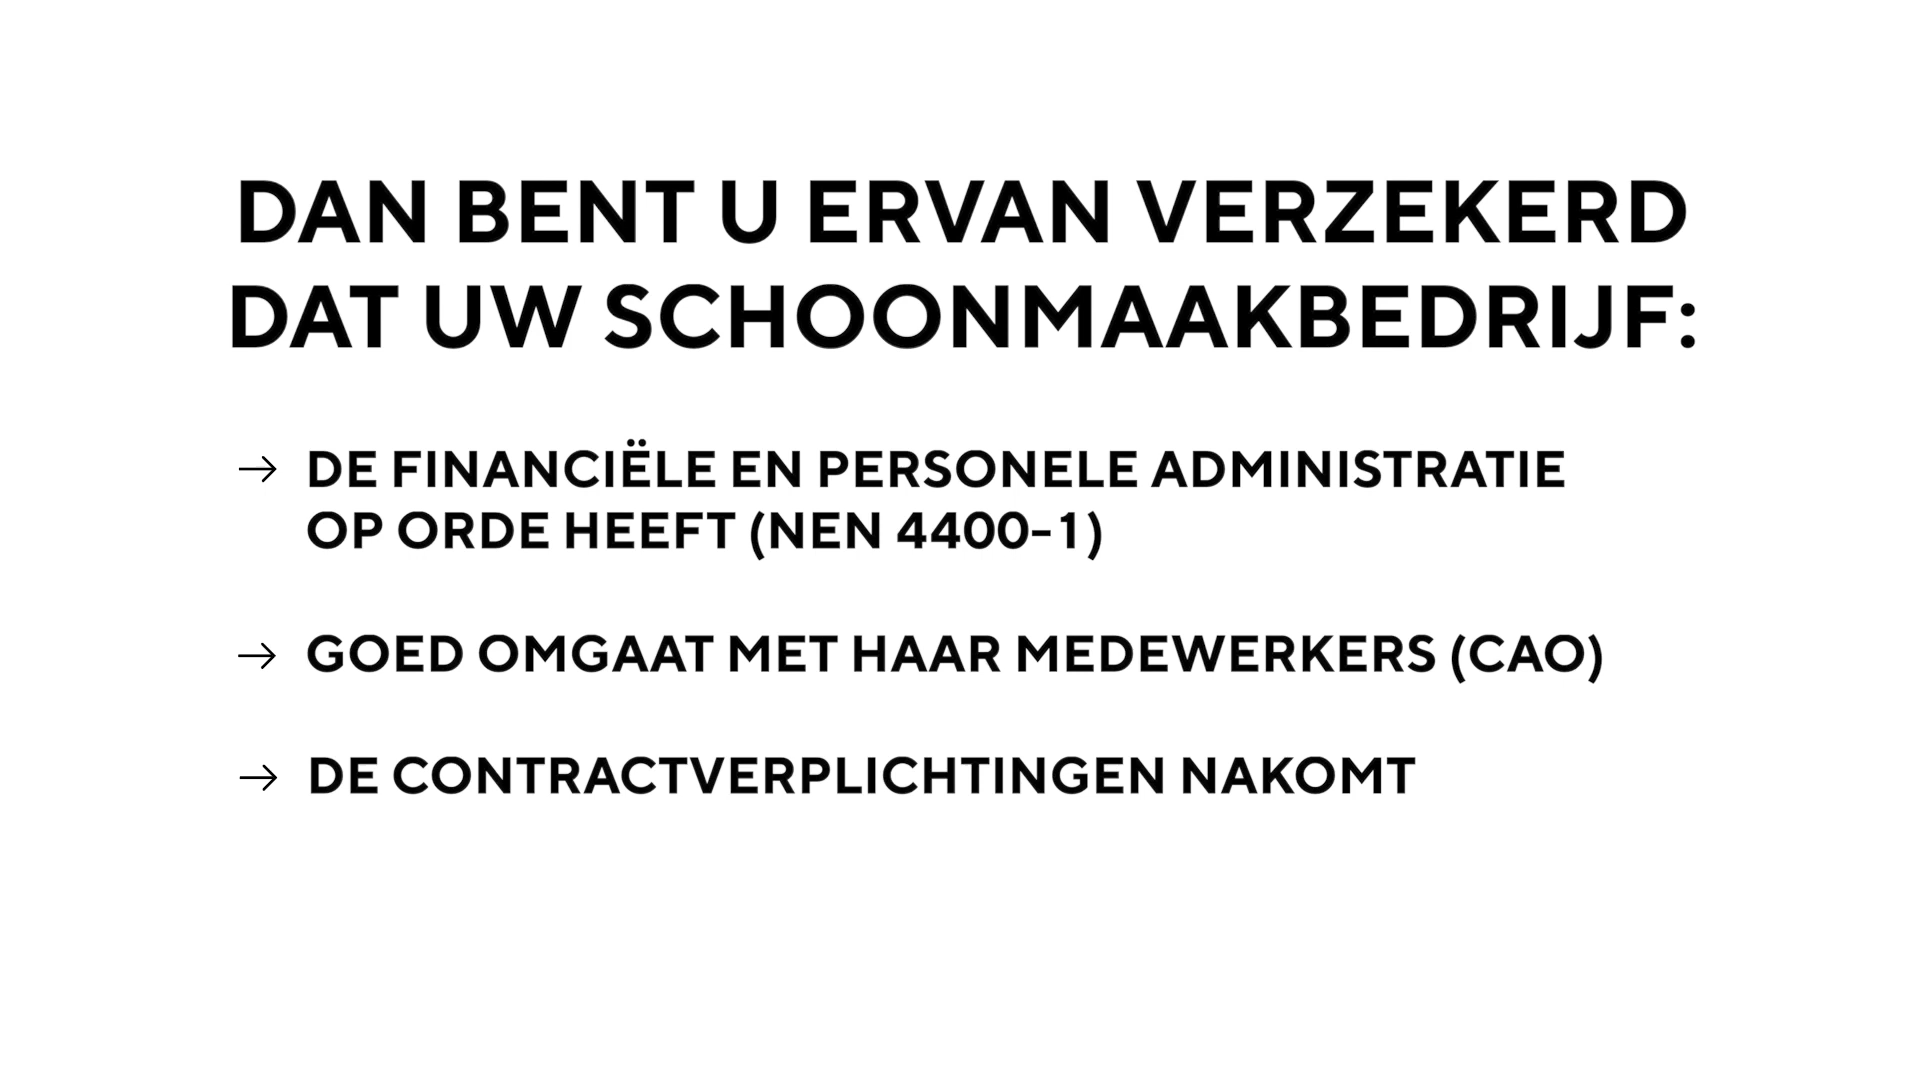 DAN BENT U ERVAN VERZEKERD
DAT UW SCHOONMAAKBEDRIJF:
→ DE FINANCIËLE EN PERSONELE ADMINISTRATIE
OP ORDE HEEFT (NEN 4400-1)
→ GOED OMGAAT MET HAAR MEDEWERKERS (CAO)
→ DE CONTRACTVERPLICHTINGEN NAKOMT